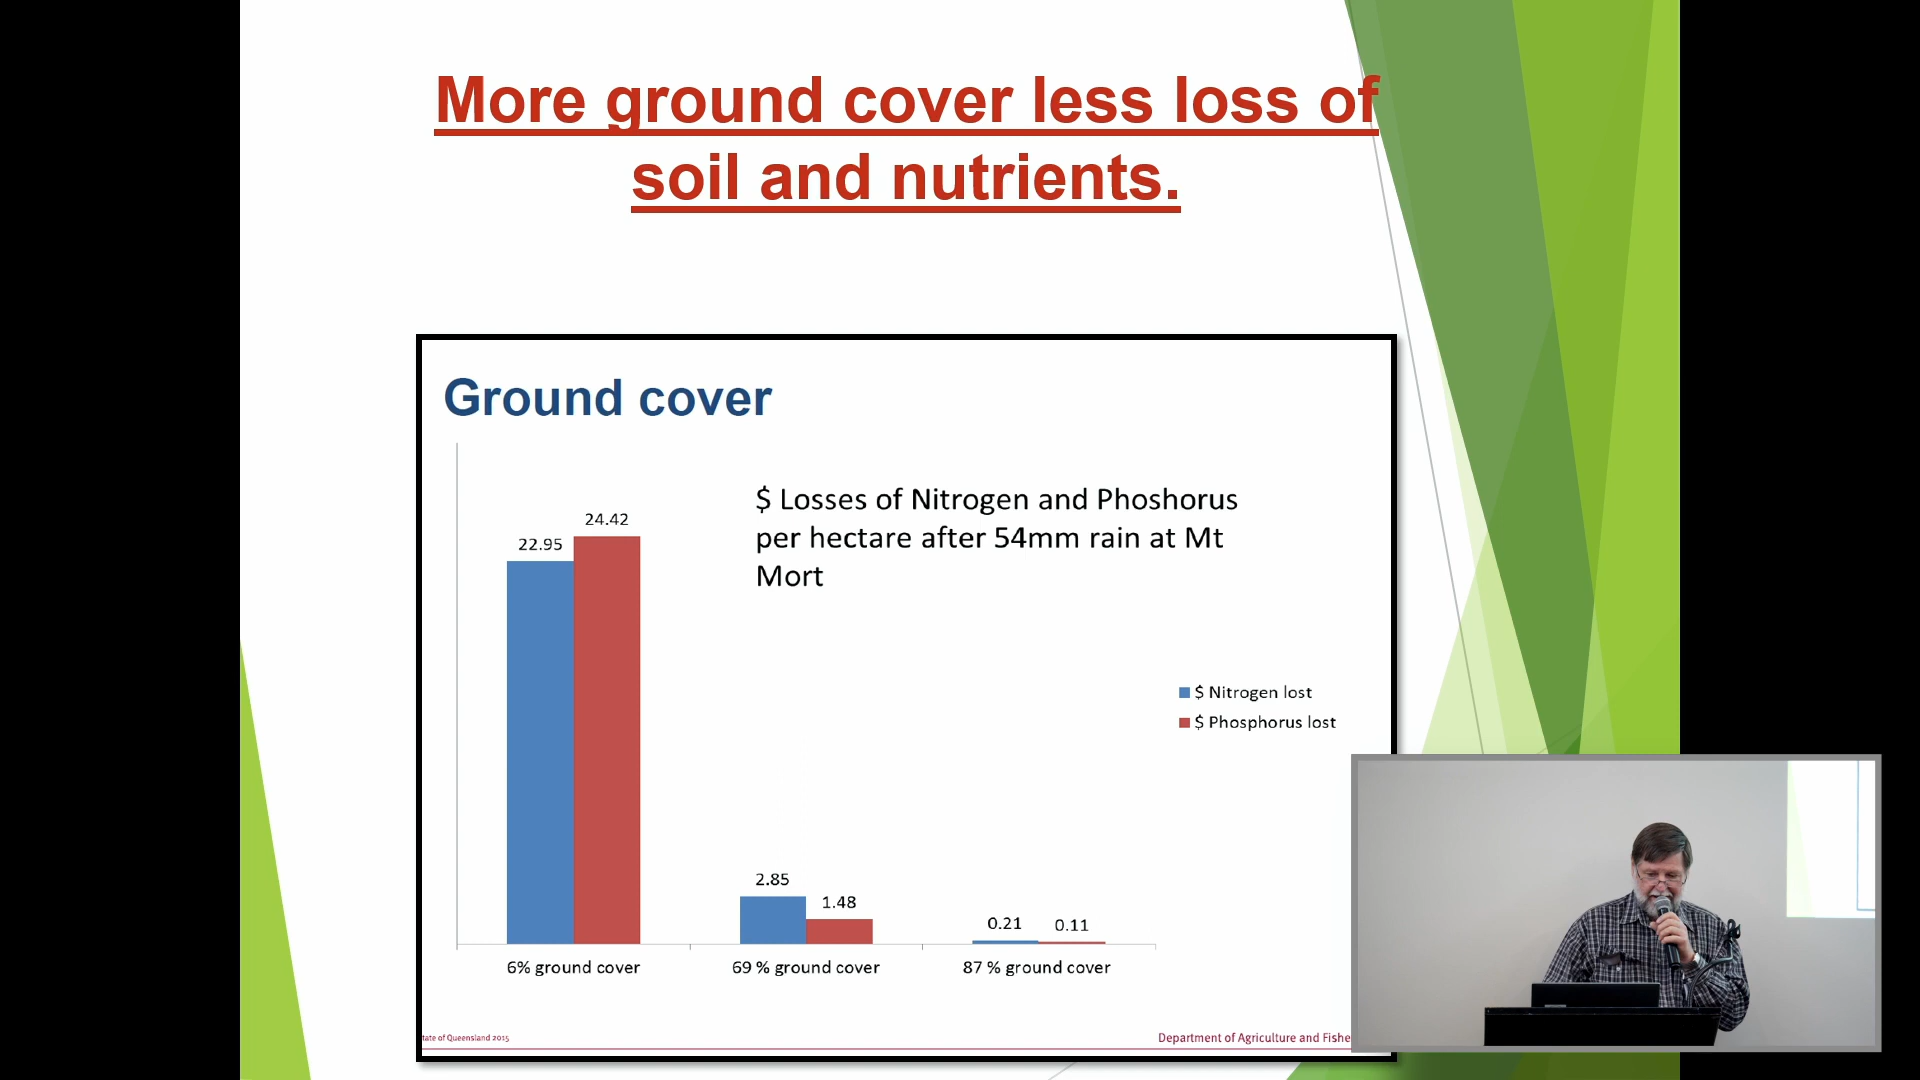 More ground cover less loss of
soil and nutrients.
Ground cover
$ Losses of Nitrogen and Phoshorus
per hectare after 54mm rain at Mt
Mort
24.42
22.95
2.85
1.48
0.21
0.11
$ Nitrogen lost
$ Phosphorus lost
6% ground cover
69 % ground cover
87 % ground cover
tate of Queensland 2015
Department of Agriculture and Fishe